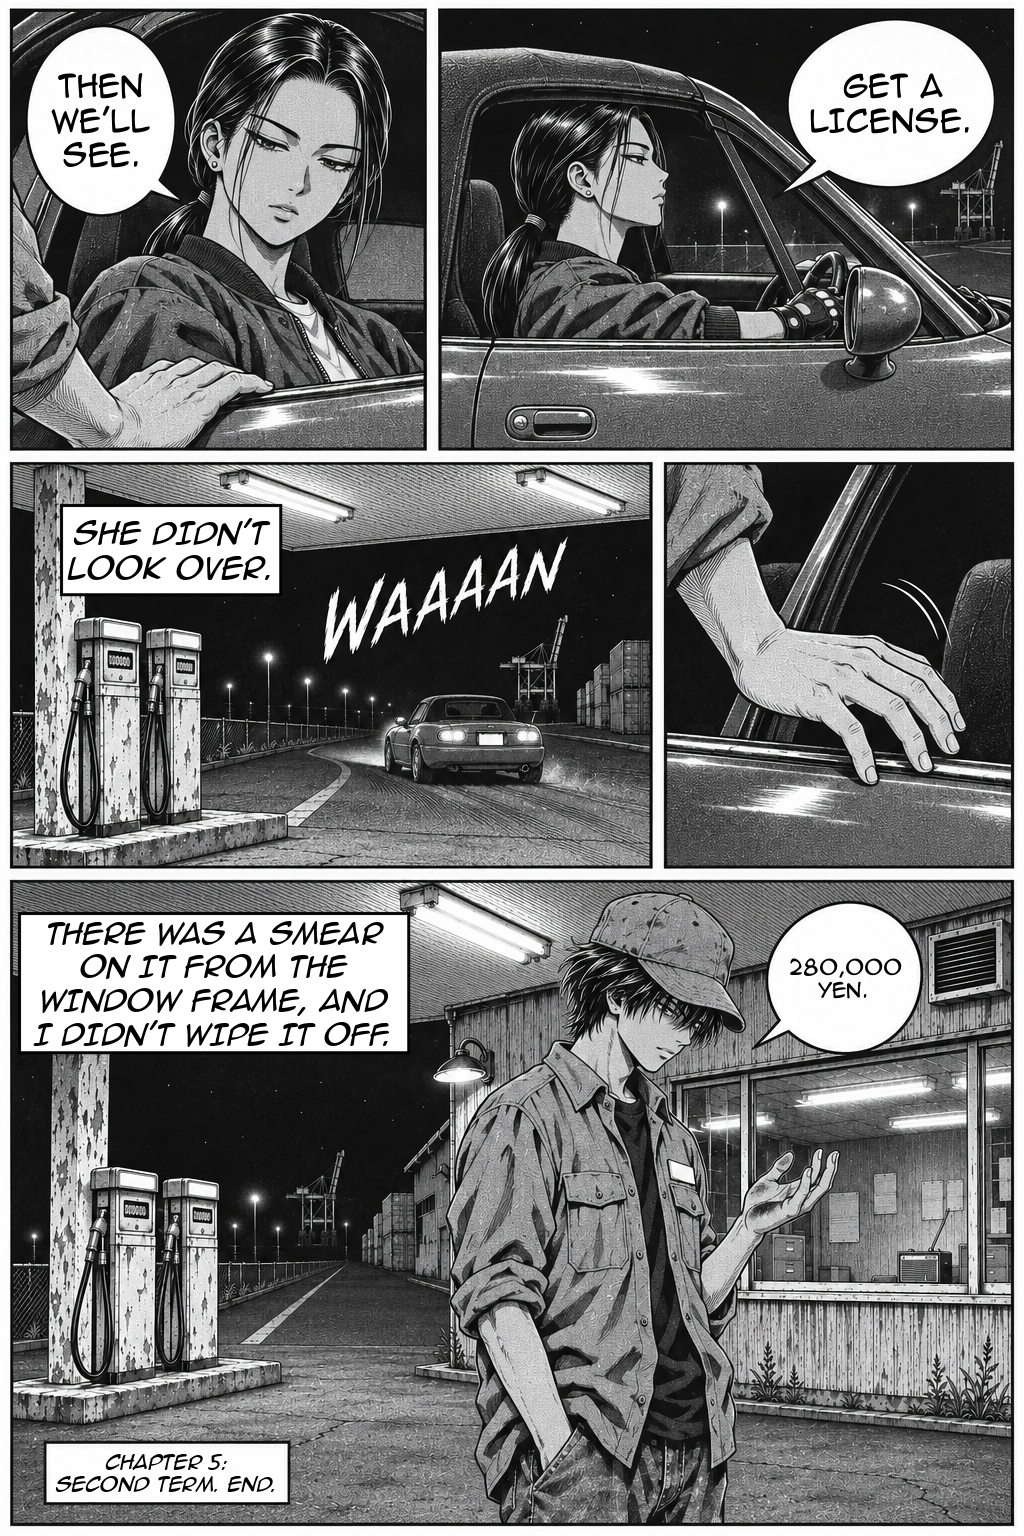 THEN
WE'LL
SEE.
GET A
LICENSE.
SHE DIDN'T
LOOK OVER.
WAAAAN
THERE WAS A SMEAR
ON IT FROM THE
WINDOW FRAME, AND
I DIDN'T WIPE IT OFF.
280,000
YEN.
CHAPTER 5:
SECOND TERM. END.